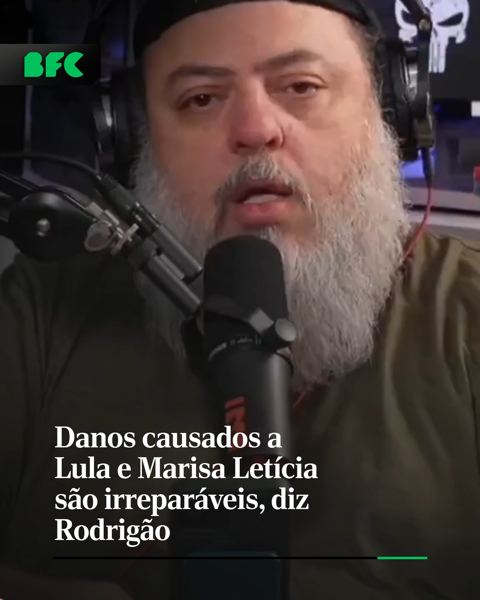 BFC
Danos causados a
Lula e Marisa Letícia
são irreparáveis, diz
Rodrigão